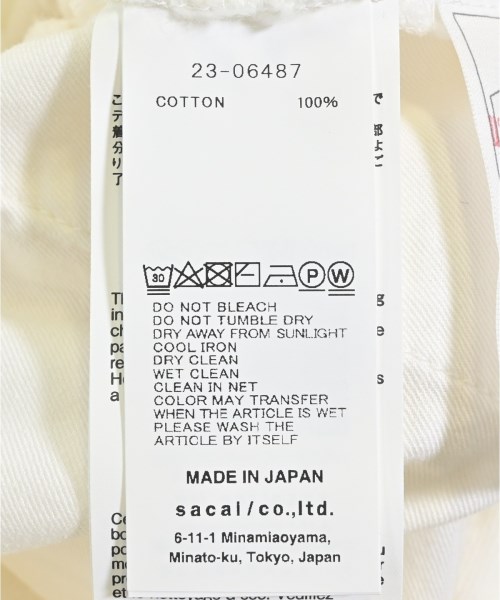 23-06487
COTTON 100%
30
P
W
DO NOT BLEACH
DO NOT TUMBLE DRY
DRY AWAY FROM SUNLIGHT
COOL IRON
DRY CLEAN
WET CLEAN
CLEAN IN NET
COLOR MAY TRANSFER
WHEN THE ARTICLE IS WET
PLEASE WASH THE
ARTICLE BY ITSELF
MADE IN JAPAN
sacai/co.,ltd.
6-11-1 Minamiaoyama,
Minato-ku, Tokyo, Japan